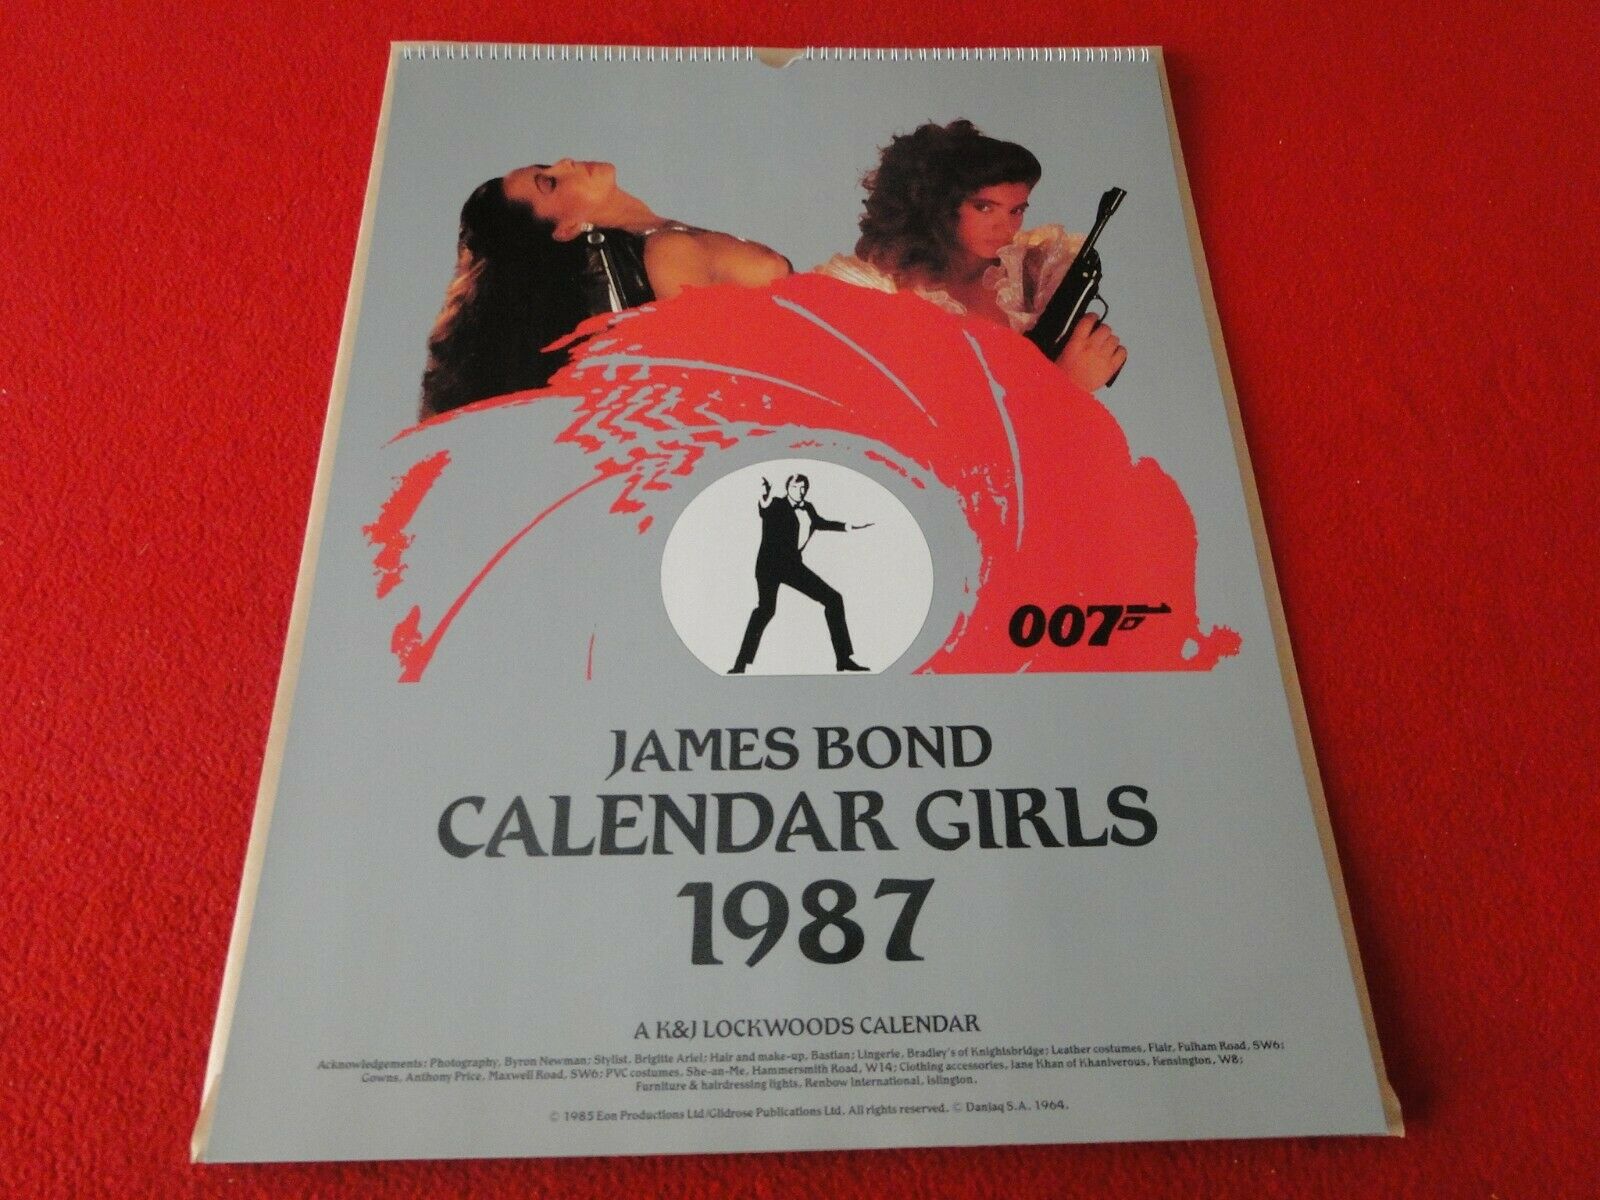 007
JAMES BOND
CALENDAR GIRLS
1987
A K&J LOCKWOODS CALENDAR
Acknowledgements: Photography, Byron Newman; Stylist, Brigitte Ariel; Hair and make-up, Bastian; Lingerie, Bradley's of Knightsbridge; Leather costumes, Flair, Fulham Road, SW6;
Gowns, Anthony Price, Maxwell Road, SW6; PVC costumes, She-an-Me, Hammersmith Road, W14; Clothing accessories, Jane Khan of Khaniverous, Kensington, W8;
Furniture & hairdressing lights, Renbow International, Islington.
© 1985 Eon Productions Ltd/Glidrose Publications Ltd. All rights reserved. © Danjaq S.A. 1964.